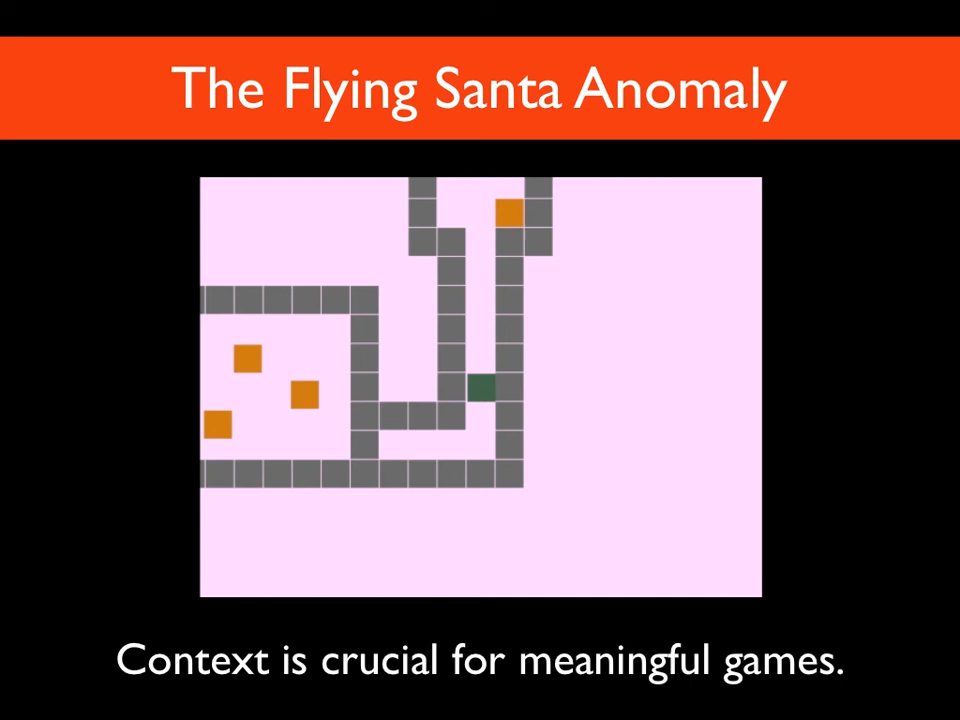 The Flying Santa Anomaly
Context is crucial for meaningful games.